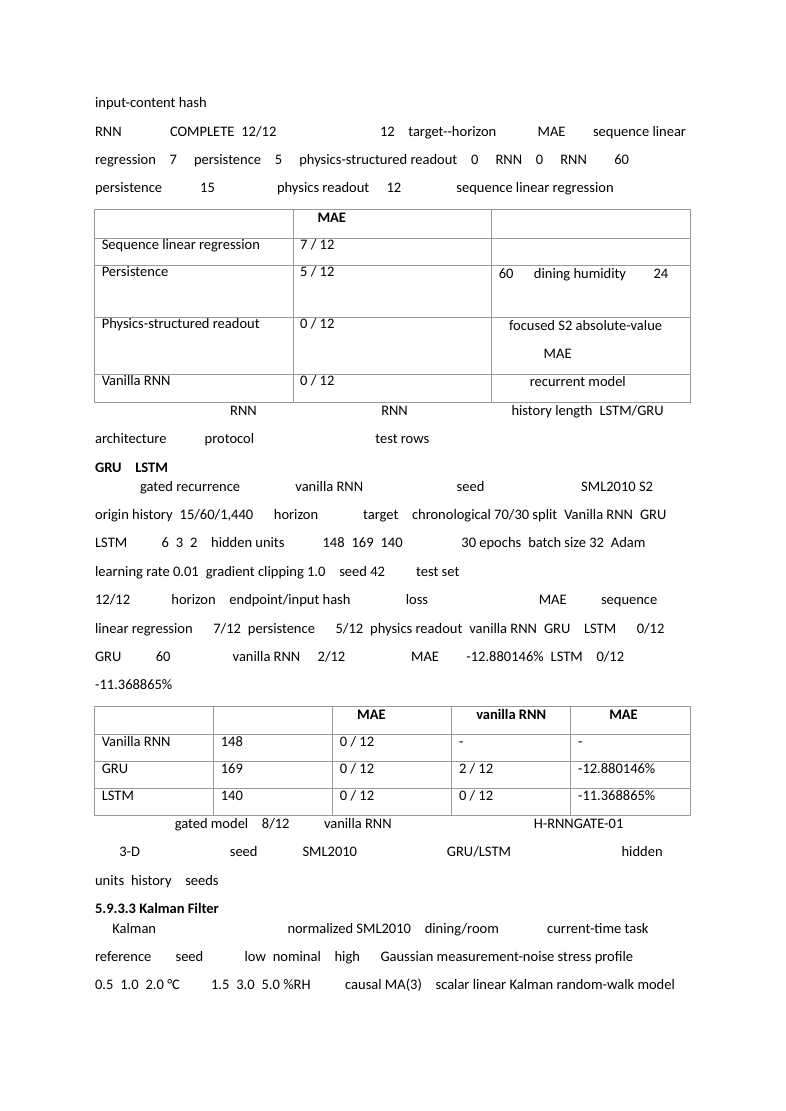 input-content hash
RNN COMPLETE 12/12 12 target--horizon MAE sequence linear
regression 7 persistence 5 physics-structured readout 0 RNN 0 RNN 60
persistence 15 physics readout 12 sequence linear regression
MAE
Sequence linear regression 7 / 12
Persistence 5 / 12 60 dining humidity 24
Physics-structured readout 0 / 12 focused S2 absolute-value
MAE
Vanilla RNN 0 / 12 recurrent model
RNN RNN history length LSTM/GRU
architecture protocol test rows
GRU LSTM
gated recurrence vanilla RNN seed SML2010 S2
origin history 15/60/1,440 horizon target chronological 70/30 split Vanilla RNN GRU
LSTM 6 3 2 hidden units 148 169 140 30 epochs batch size 32 Adam
learning rate 0.01 gradient clipping 1.0 seed 42 test set
12/12 horizon endpoint/input hash loss MAE sequence
linear regression 7/12 persistence 5/12 physics readout vanilla RNN GRU LSTM 0/12
GRU 60 vanilla RNN 2/12 MAE -12.880146% LSTM 0/12
-11.368865%
MAE vanilla RNN MAE
Vanilla RNN 148 0 / 12 - -
GRU 169 0 / 12 2 / 12 -12.880146%
LSTM 140 0 / 12 0 / 12 -11.368865%
gated model 8/12 vanilla RNN H-RNNGATE-01
3-D seed SML2010 GRU/LSTM hidden
units history seeds
5.9.3.3 Kalman Filter
Kalman normalized SML2010 dining/room current-time task
reference seed low nominal high Gaussian measurement-noise stress profile
0.5 1.0 2.0 °C 1.5 3.0 5.0 %RH causal MA(3) scalar linear Kalman random-walk model